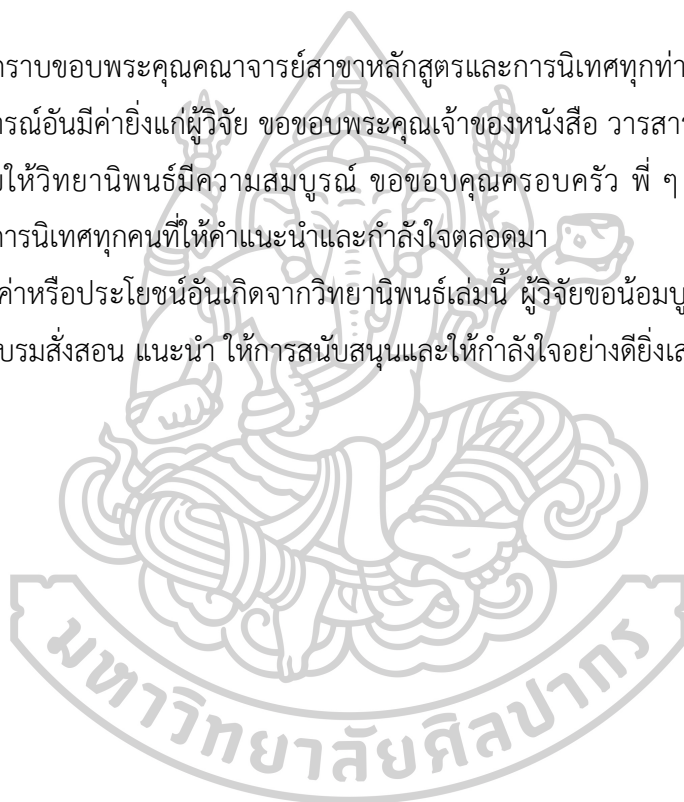 ราบขอบพระคุณคณาจารย์สาขาหลักสูตรและการนิเทศทุกท่า
รณ์อันมีค่ายิ่งแก่ผู้วิจัย ขอขอบพระคุณเจ้าของหนังสือ วารสาร
ให้วิทยานิพนธ์มีความสมบูรณ์ ขอขอบคุณครอบครัว พี่ ๆ
การนิเทศทุกคนที่ให้คำแนะนำและกำลังใจตลอดมา
ค่าหรือประโยชน์อันเกิดจากวิทยานิพนธ์เล่มนี้ ผู้วิจัยขอน้อมบู
บรมสั่งสอน แนะนำ ให้การสนับสนุนและให้กำลังใจอย่างดียิ่งเส
มหาวิทยาลัยศิลปากร